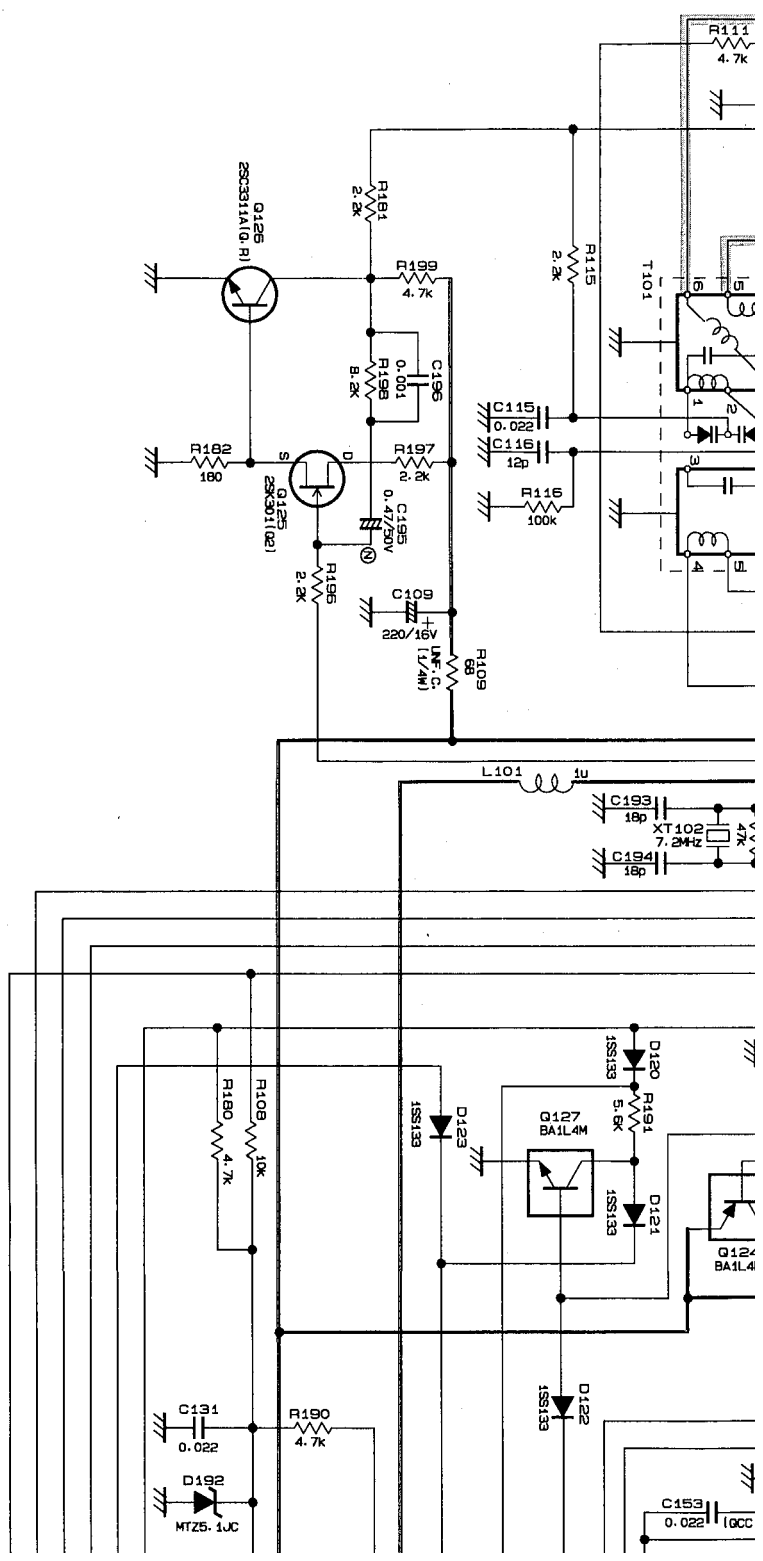 R111
4.7k
Q126
2SC3311A(Q.R)
R181
2.2K
R199
4.7k
R115
2.2K
T101
6
5
1
2
R198
8.2K
C196
0.001
C115
0.022
C116
12p
R182
180
S
D
R197
2.2K
Q125
2SK301(Q2)
C195
0.47/50V
N
R116
100k
3
4
5
R196
2.2K
C109
+
220/16V
R109
68
UNF.C.
(1/4W)
L101
1U
C193
18p
XT102
7.2MHz
47k
C194
18p
D120
1SS133
R191
5.6K
R180
4.7k
R108
10k
D123
1SS133
Q127
BA1L4M
D121
1SS133
Q124
BA1L4
D122
1SS133
C131
0.022
R190
4.7k
D192
MTZ5.1JC
C153
0.022
(QCC